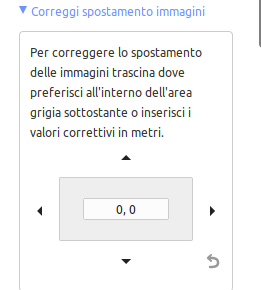 Correggi spostamento immagini
Per correggere lo spostamento
delle immagini trascina dove
preferisci all'interno dell'area
grigia sottostante o inserisci i
valori correttivi in metri.
0, 0